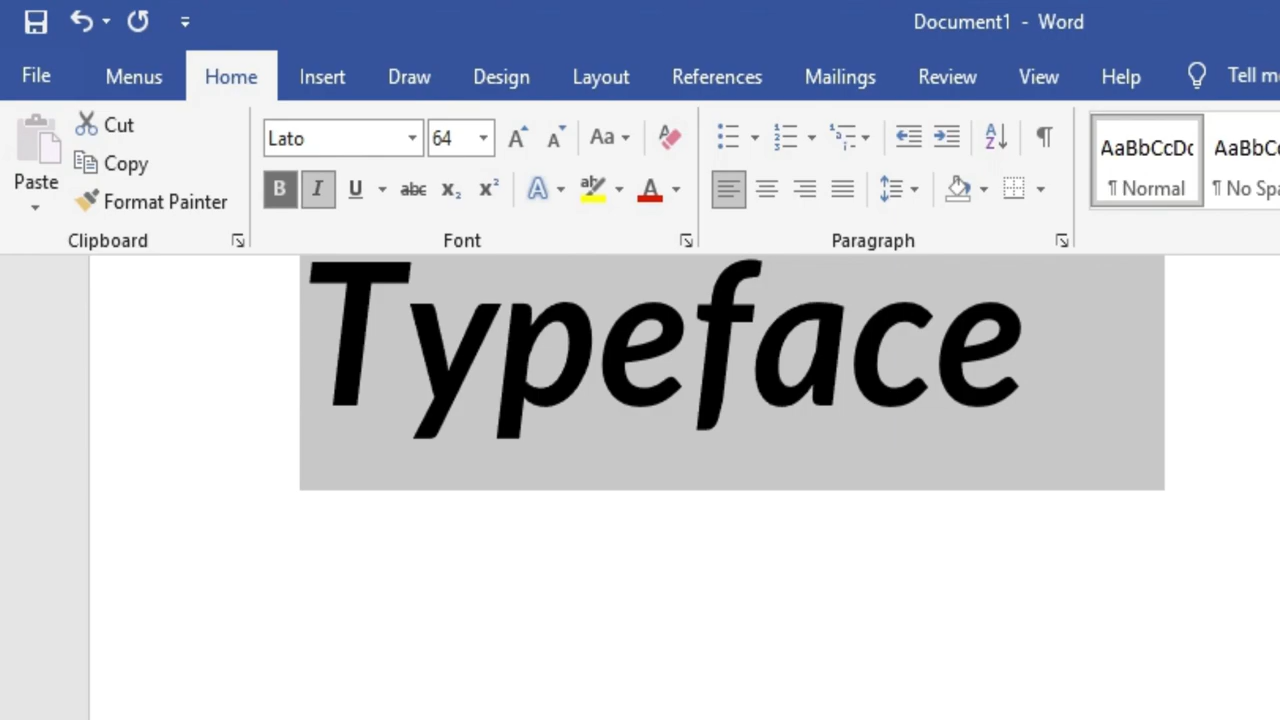 Document1 - Word
File Menus Home Insert Draw Design Layout References Mailings Review View Help Tell me
Paste
Cut
Copy
Format Painter
Clipboard
Lato 64
Aa
B I U abc x₂ x² A ab A
Font
Paragraph
AaBbCcDc
¶ Normal
AaBbCc
¶ No Spa
Typeface